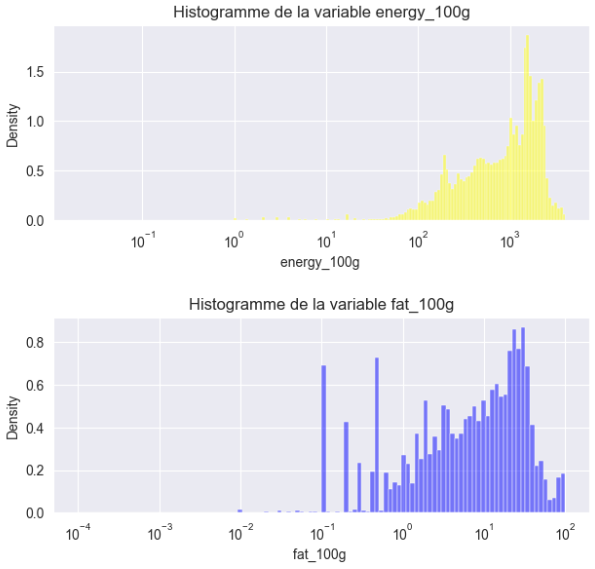 Histogramme de la variable energy_100g
Density
1.5
1.0
0.5
0.0
10⁻¹ 10⁰ 10¹ 10² 10³
energy_100g
Histogramme de la variable fat_100g
Density
0.8
0.6
0.4
0.2
0.0
10⁻⁴ 10⁻³ 10⁻² 10⁻¹ 10⁰ 10¹ 10²
fat_100g